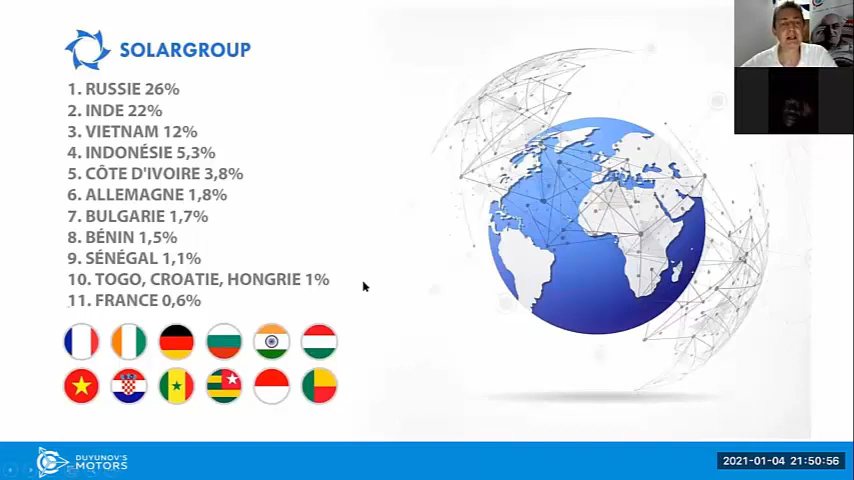 SOLARGROUP
1. RUSSIE 26%
2. INDE 22%
3. VIETNAM 12%
4. INDONÉSIE 5,3%
5. CÔTE D'IVOIRE 3,8%
6. ALLEMAGNE 1,8%
7. BULGARIE 1,7%
8. BÉNIN 1,5%
9. SÉNÉGAL 1,1%
10. TOGO, CROATIE, HONGRIE 1%
11. FRANCE 0,6%
DUYUNOV'S
MOTORS
2021-01-04 21:50:56